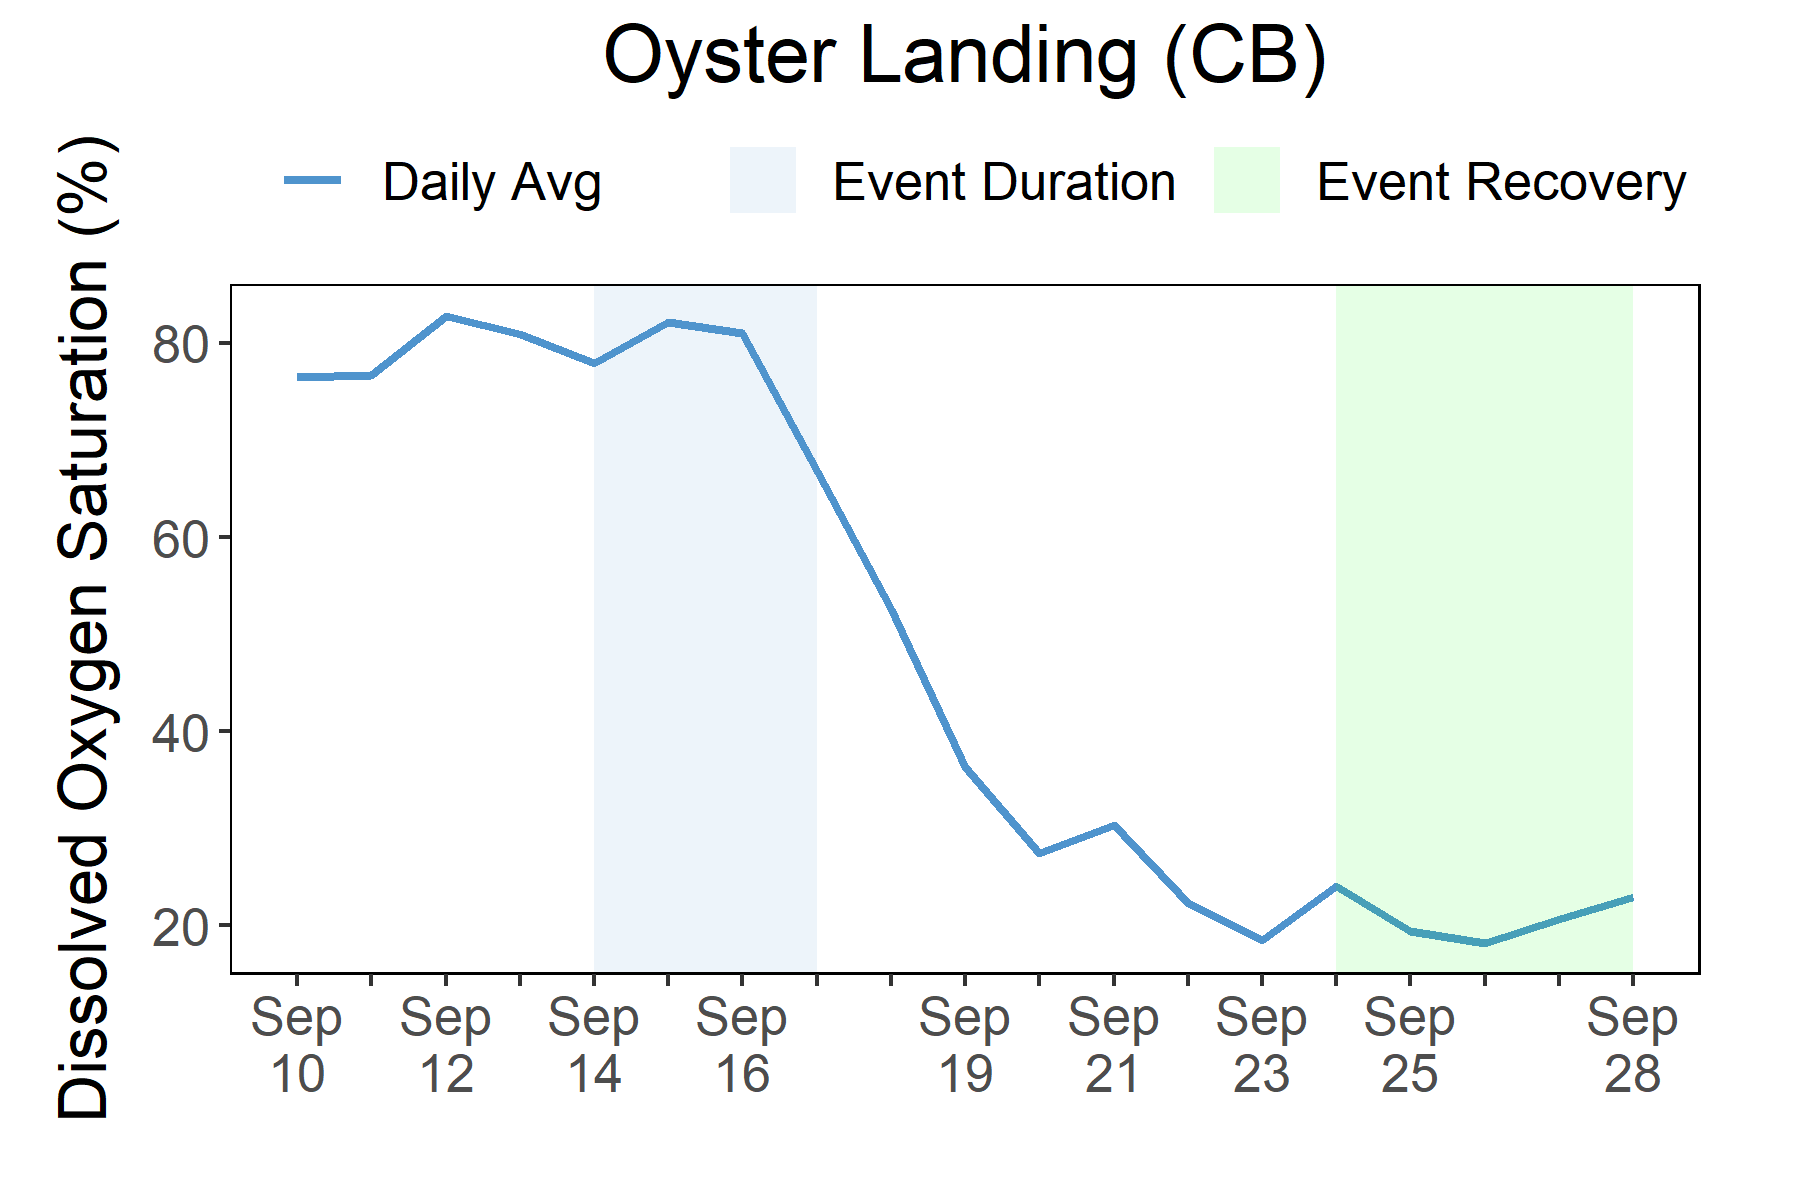 Oyster Landing (CB)
Daily Avg
Event Duration
Event Recovery
Dissolved Oxygen Saturation (%)
80
60
40
20
Sep 10
Sep 12
Sep 14
Sep 16
Sep 19
Sep 21
Sep 23
Sep 25
Sep 28